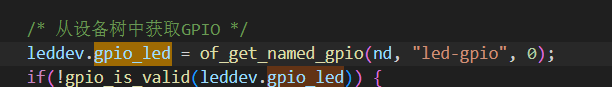 /* 从设备树中获取GPIO */
leddev.gpio_led = of_get_named_gpio(nd, "led-gpio", 0);
if(!gpio_is_valid(leddev.gpio_led)) {